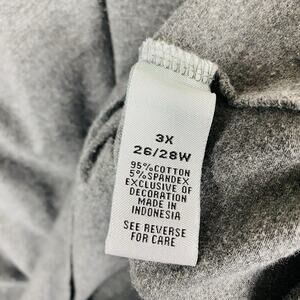 3X
26/28W
95%COTTON
5%SPANDEX
EXCLUSIVE OF
DECORATION
MADE IN
INDONESIA
SEE REVERSE
FOR CARE